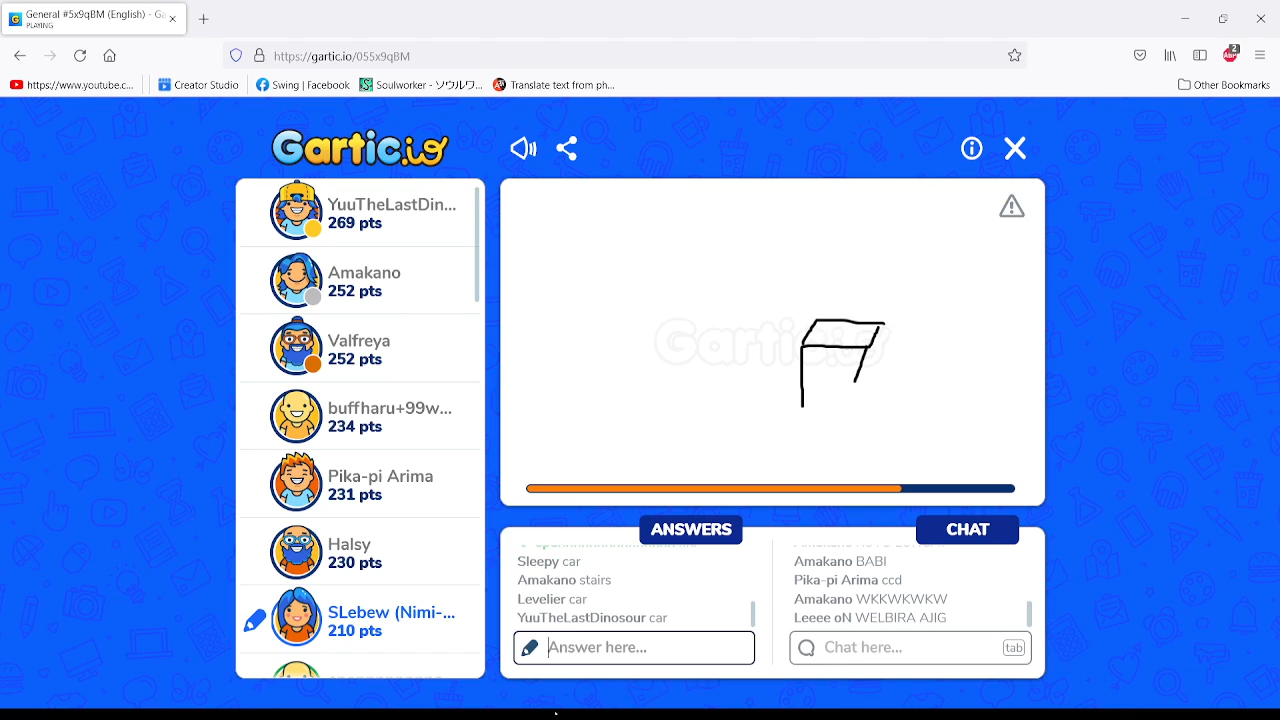 General #5x9qBM (English) - Ga
PLAYING
https://gartic.io/055x9qBM
2
https://www.youtube.c...
Creator Studio
Swing | Facebook
Soulworker - ソウルワ...
Translate text from ph...
Other Bookmarks
Gartic.io
YuuTheLastDin...
269 pts
Amakano
252 pts
Valfreya
252 pts
buffharu+99w...
234 pts
Pika-pi Arima
231 pts
Halsy
230 pts
SLebew (Nimi-...
210 pts
Gartic.io
ANSWERS
Sleepy car
Amakano stairs
Levelier car
YuuTheLastDinosour car
Answer here...
CHAT
Amakano BABI
Pika-pi Arima ccd
Amakano WKKWKWKW
Leeee oN WELBIRA AJIG
Chat here...
tab